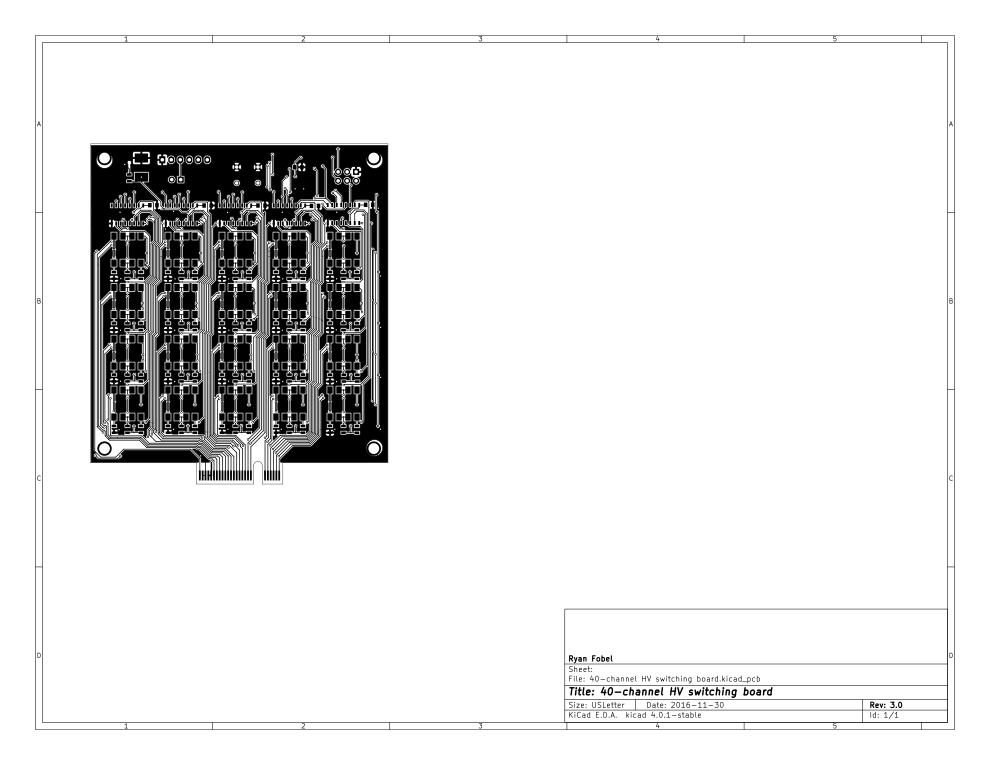 1 2 3 4 5
A A
B B
C C
D D
Ryan Fobel
Sheet:
File: 40-channel HV switching board.kicad_pcb
Title: 40-channel HV switching board
Size: USLetter Date: 2016-11-30 Rev: 3.0
KiCad E.D.A. kicad 4.0.1-stable Id: 1/1
1 2 3 4 5